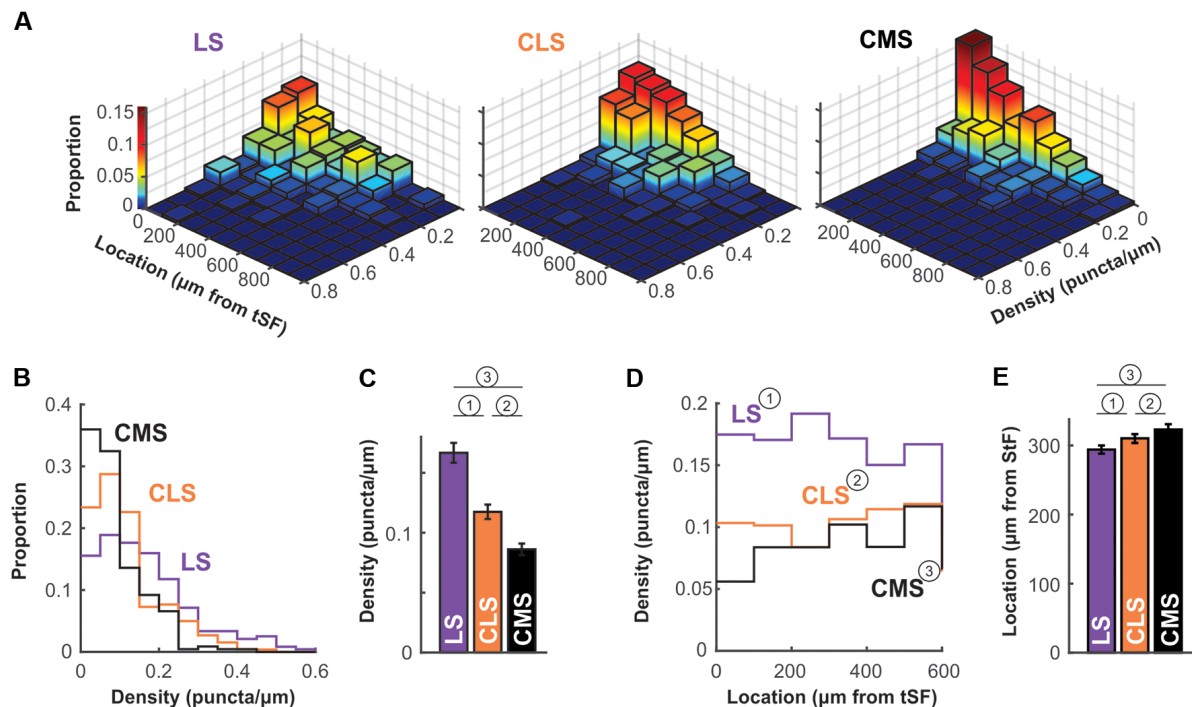 A
LS
CLS
CMS
Proportion
0.15
0.1
0.05
0
200
400
600
800
0.8
0.6
0.4
0.2
Location (µm from tSF)
200
400
600
800
0.8
0.6
0.4
0.2
200
400
600
800
0.8
0.6
0.4
0.2
0
Density (puncta/µm)
B
Proportion
0.4
0.3
0.2
0.1
0
CMS
CLS
LS
0
0.2
0.4
0.6
Density (puncta/µm)
C
3
1
2
Density (puncta/µm)
0.1
0
LS
CLS
CMS
D
Density (puncta/µm)
0.2
0.15
0.1
0.05
0
LS 1
CLS 2
CMS 3
0
200
400
600
Location (µm from tSF)
E
3
1
2
Location (µm from StF)
300
200
100
0
LS
CLS
CMS